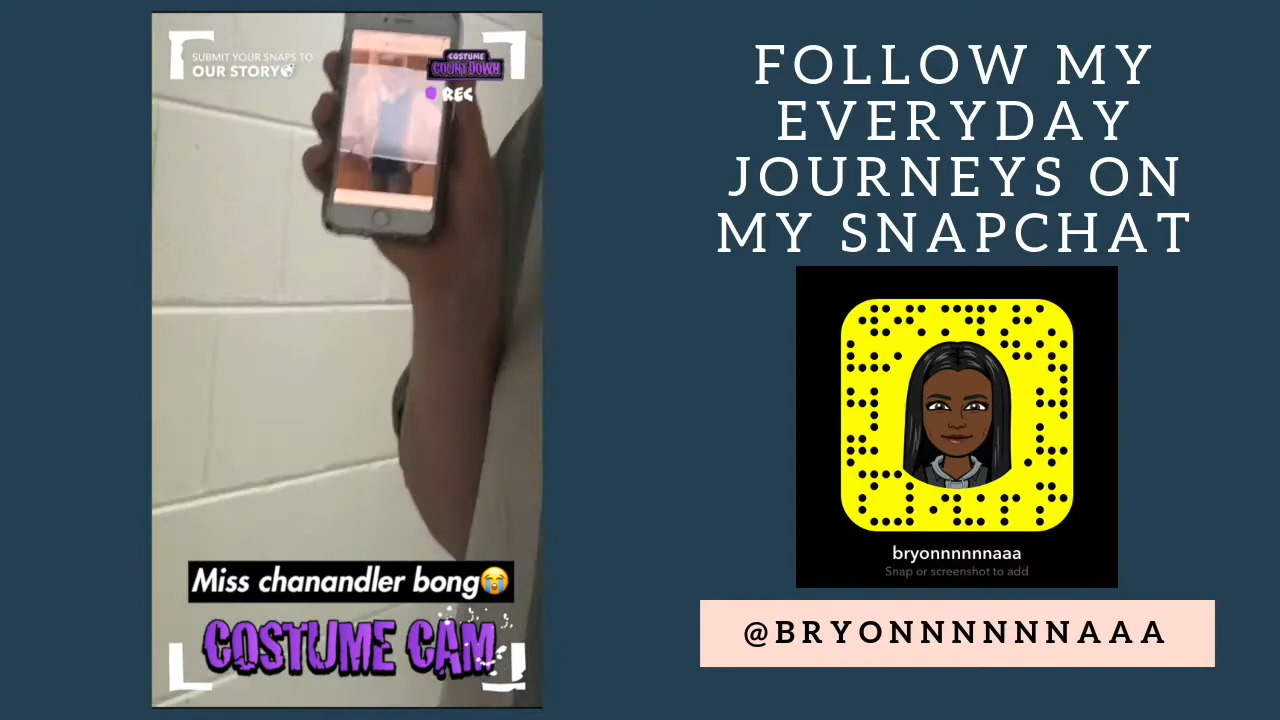 SUBMIT YOUR SNAPS TO
OUR STORY
COSTUME
COUNTDOWN
REC
Miss chanandler bong😭
COSTUME CAM
FOLLOW MY
EVERYDAY
JOURNEYS ON
MY SNAPCHAT
bryonnnnnnaaa
Snap or screenshot to add
@BRYONNNNNNAAA